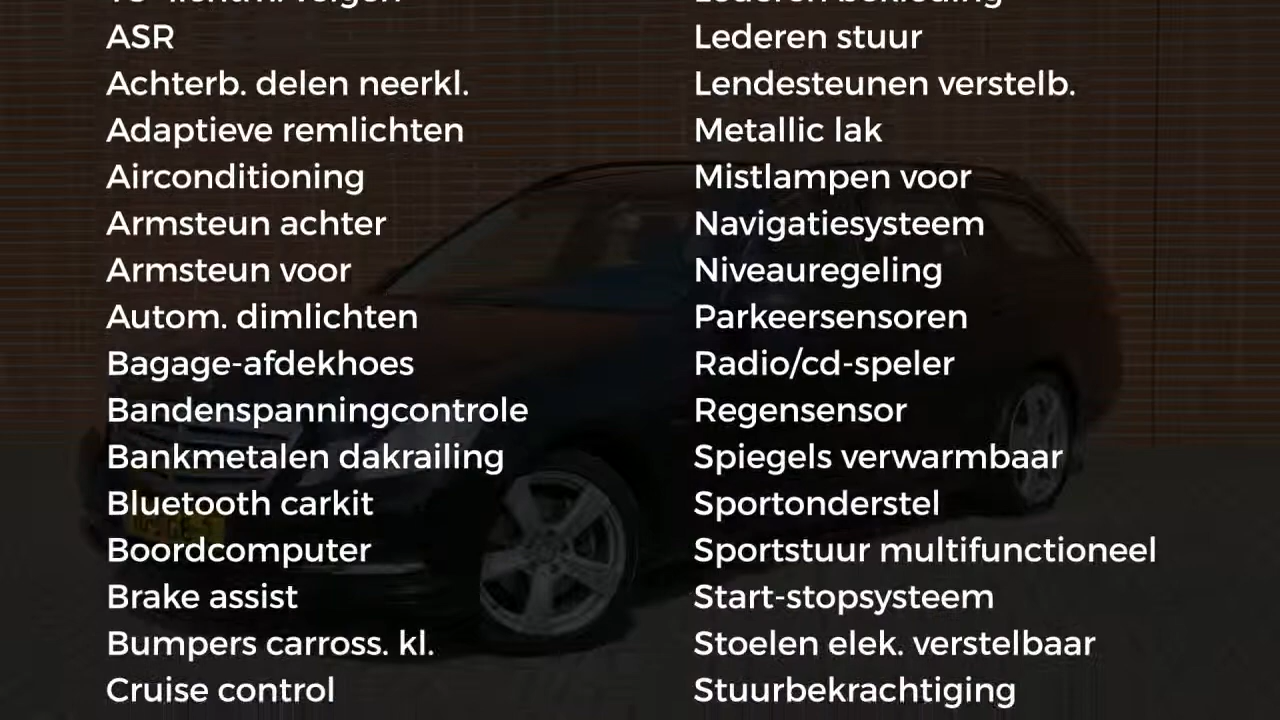 ASR
Achterb. delen neerkl.
Adaptieve remlichten
Airconditioning
Armsteun achter
Armsteun voor
Autom. dimlichten
Bagage-afdekhoes
Bandenspanningcontrole
Bankmetalen dakrailing
Bluetooth carkit
Boordcomputer
Brake assist
Bumpers carross. kl.
Cruise control
Lederen bekleding
Lederen stuur
Lendesteunen verstelb.
Metallic lak
Mistlampen voor
Navigatiesysteem
Niveauregeling
Parkeersensoren
Radio/cd-speler
Regensensor
Spiegels verwarmbaar
Sportonderstel
Sportstuur multifunctioneel
Start-stopsysteem
Stoelen elek. verstelbaar
Stuurbekrachtiging